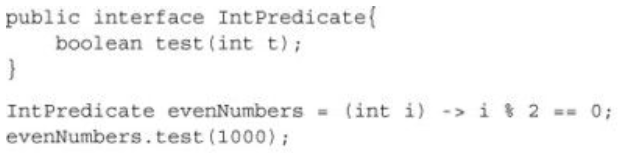 public interface IntPredicate{
    boolean test(int t);
}
IntPredicate evenNumbers = (int i) -> i % 2 == 0;
evenNumbers.test(1000);